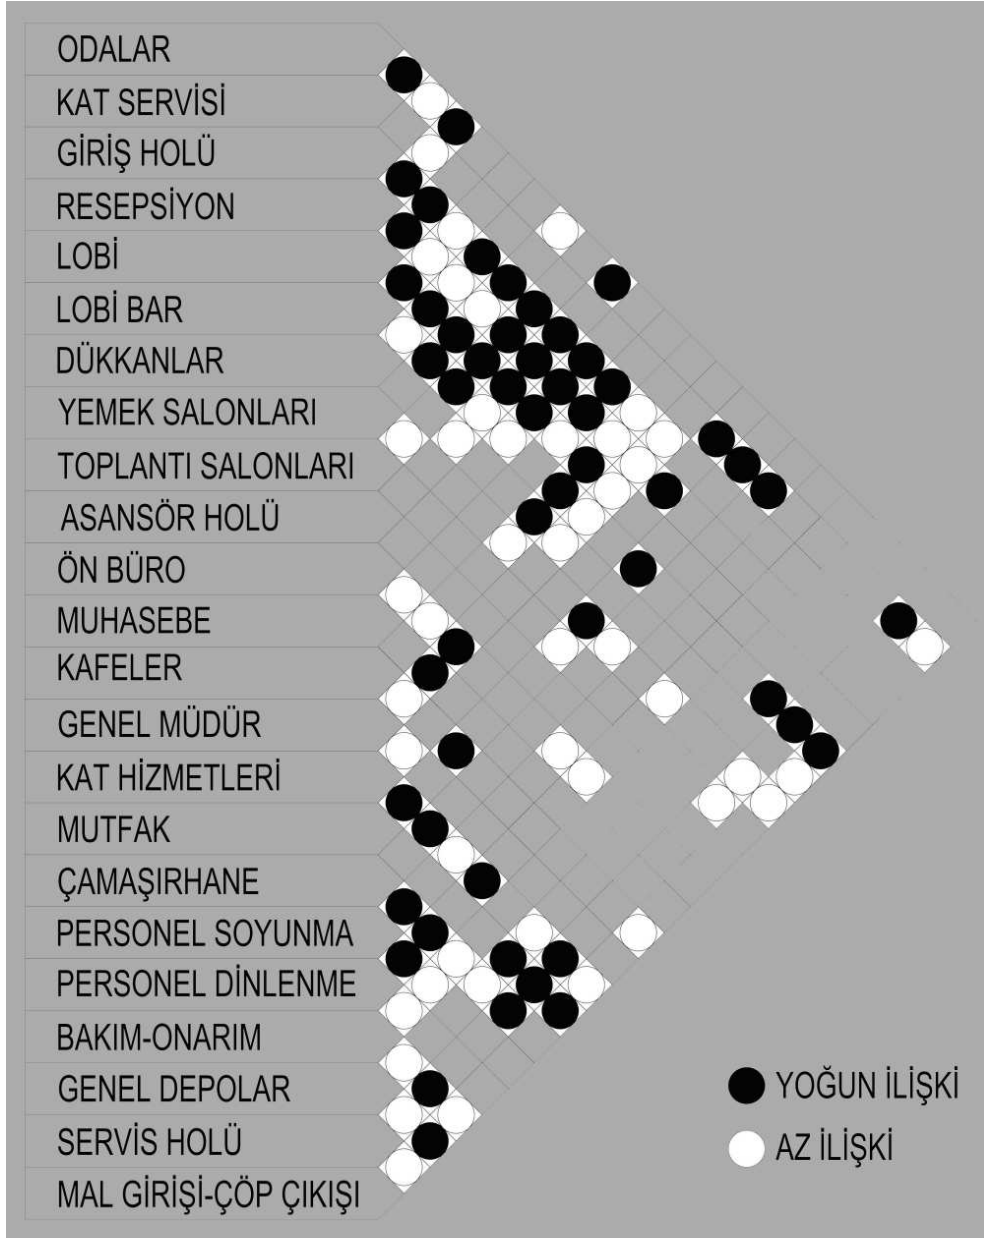 ODALAR
KAT SERVİSİ
GİRİŞ HOLÜ
RESEPSİYON
LOBİ
LOBİ BAR
DÜKKANLAR
YEMEK SALONLARI
TOPLANTI SALONLARI
ASANSÖR HOLÜ
ÖN BÜRO
MUHASEBE
KAFELER
GENEL MÜDÜR
KAT HİZMETLERİ
MUTFAK
ÇAMAŞIRHANE
PERSONEL SOYUNMA
PERSONEL DİNLENME
BAKIM-ONARIM
GENEL DEPOLAR
SERVİS HOLÜ
MAL GİRİŞİ-ÇÖP ÇIKIŞI
YOĞUN İLİŞKİ
AZ İLİŞKİ